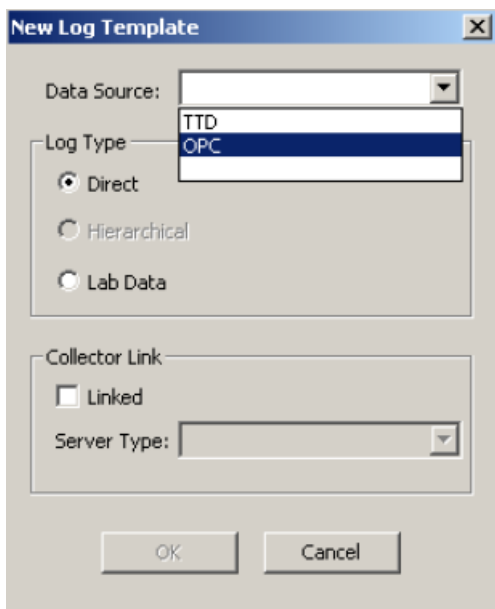 New Log Template
Data Source:
TTD
OPC
Log Type
Direct
Hierarchical
Lab Data
Collector Link
Linked
Server Type:
OK Cancel